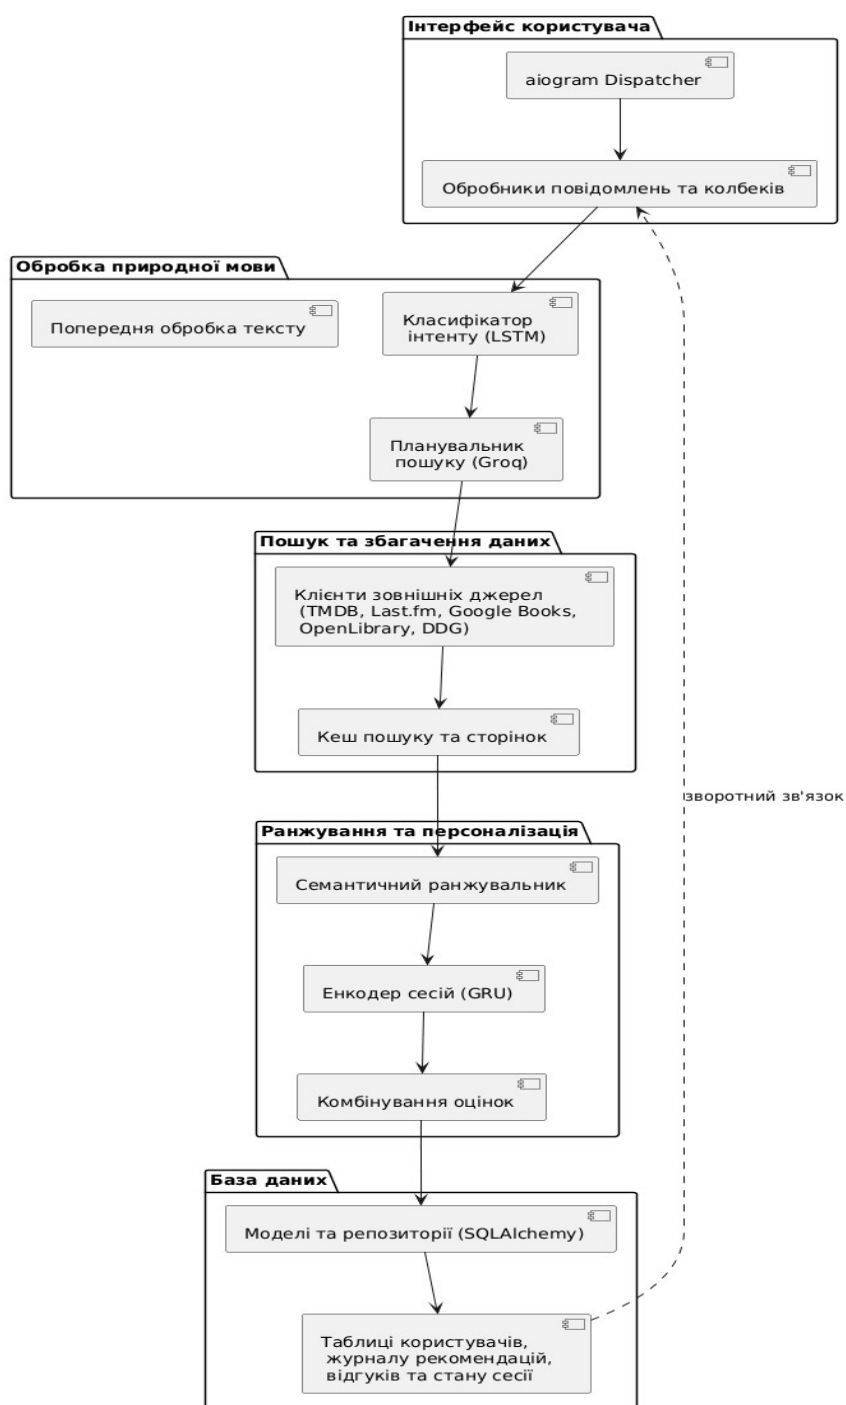 Інтерфейс користувача
aiogram Dispatcher
Обробники повідомлень та колбеків
Обробка природної мови
Попередня обробка тексту
Класифікатор
інтенту (LSTM)
Планувальник
пошуку (Groq)
Пошук та збагачення даних
Клієнти зовнішніх джерел
(TMDB, Last.fm, Google Books,
OpenLibrary, DDG)
Кеш пошуку та сторінок
зворотний зв'язок
Ранжування та персоналізація
Семантичний ранжувальник
Енкодер сесій (GRU)
Комбінування оцінок
База даних
Моделі та репозиторії (SQLAlchemy)
Таблиці користувачів,
журналу рекомендацій,
відгуків та стану сесії